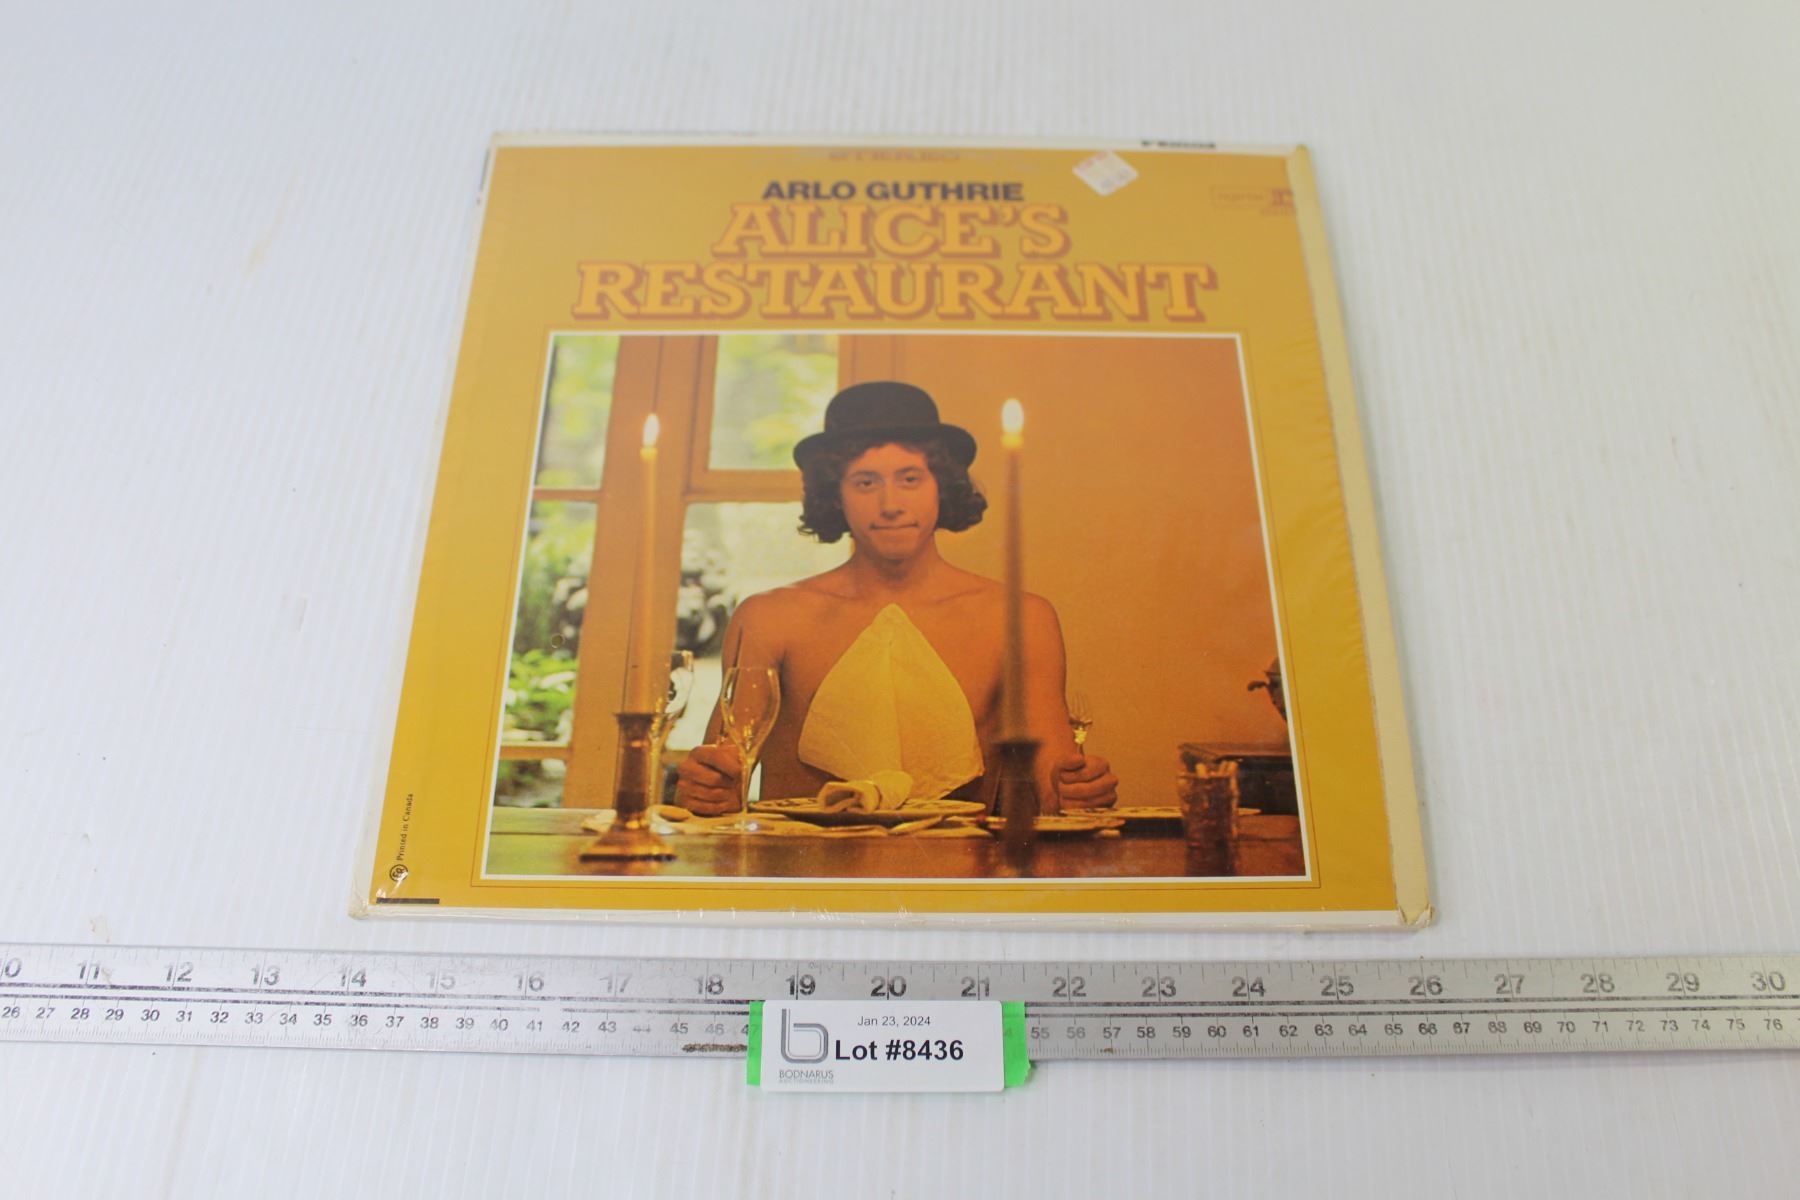 ARLO GUTHRIE
ALICE'S
RESTAURANT
reprise
Printed in Canada
10 11 12 13 14 15 16 17 18 19 20 21 22 23 24 25 26 27 28 29 30
26 27 28 29 30 31 32 33 34 35 36 37 38 39 40 41 42 43 44 45 46 47 55 56 57 58 59 60 61 62 63 64 65 66 67 68 69 70 71 72 73 74 75 76
Jan 23, 2024
Lot #8436
BODNARUS
AUCTIONEERING